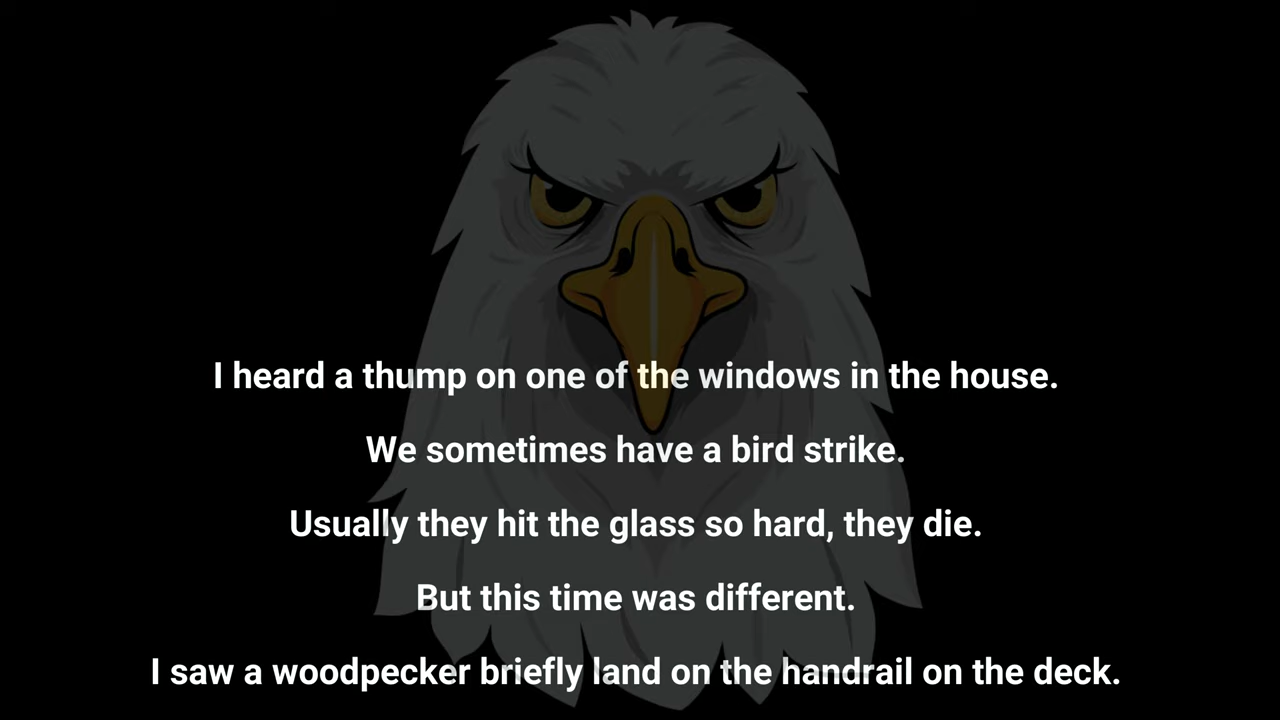 I heard a thump on one of the windows in the house.
We sometimes have a bird strike.
Usually they hit the glass so hard, they die.
But this time was different.
I saw a woodpecker briefly land on the handrail on the deck.